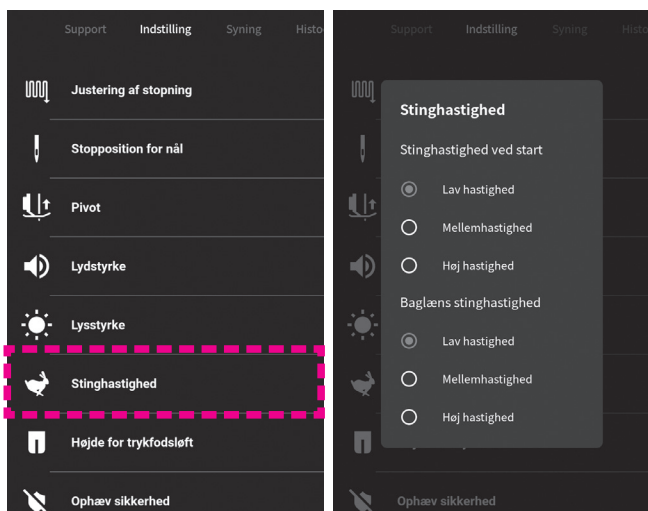 Support Indstilling Syning Histo
Justering af stopning
Stopposition for nål
Pivot
Lydstyrke
Lysstyrke
Stinghastighed
Højde for trykfodsløft
Ophæv sikkerhed
Support Indstilling Syning Histo
Stinghastighed
Stinghastighed ved start
Lav hastighed
Mellemhastighed
Høj hastighed
Baglæns stinghastighed
Lav hastighed
Mellemhastighed
Høj hastighed
Ophæv sikkerhed